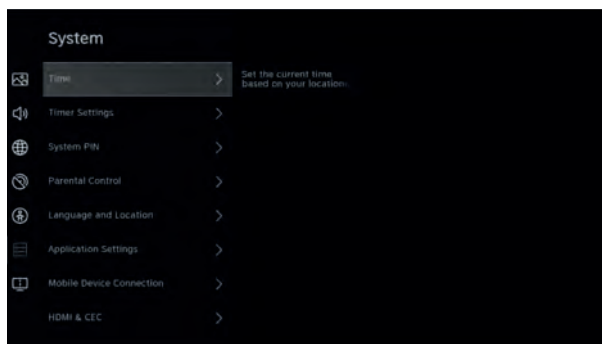 System
Time
Set the current time
based on your location.
Timer Settings
System PIN
Parental Control
Language and Location
Application Settings
Mobile Device Connection
HDMI & CEC